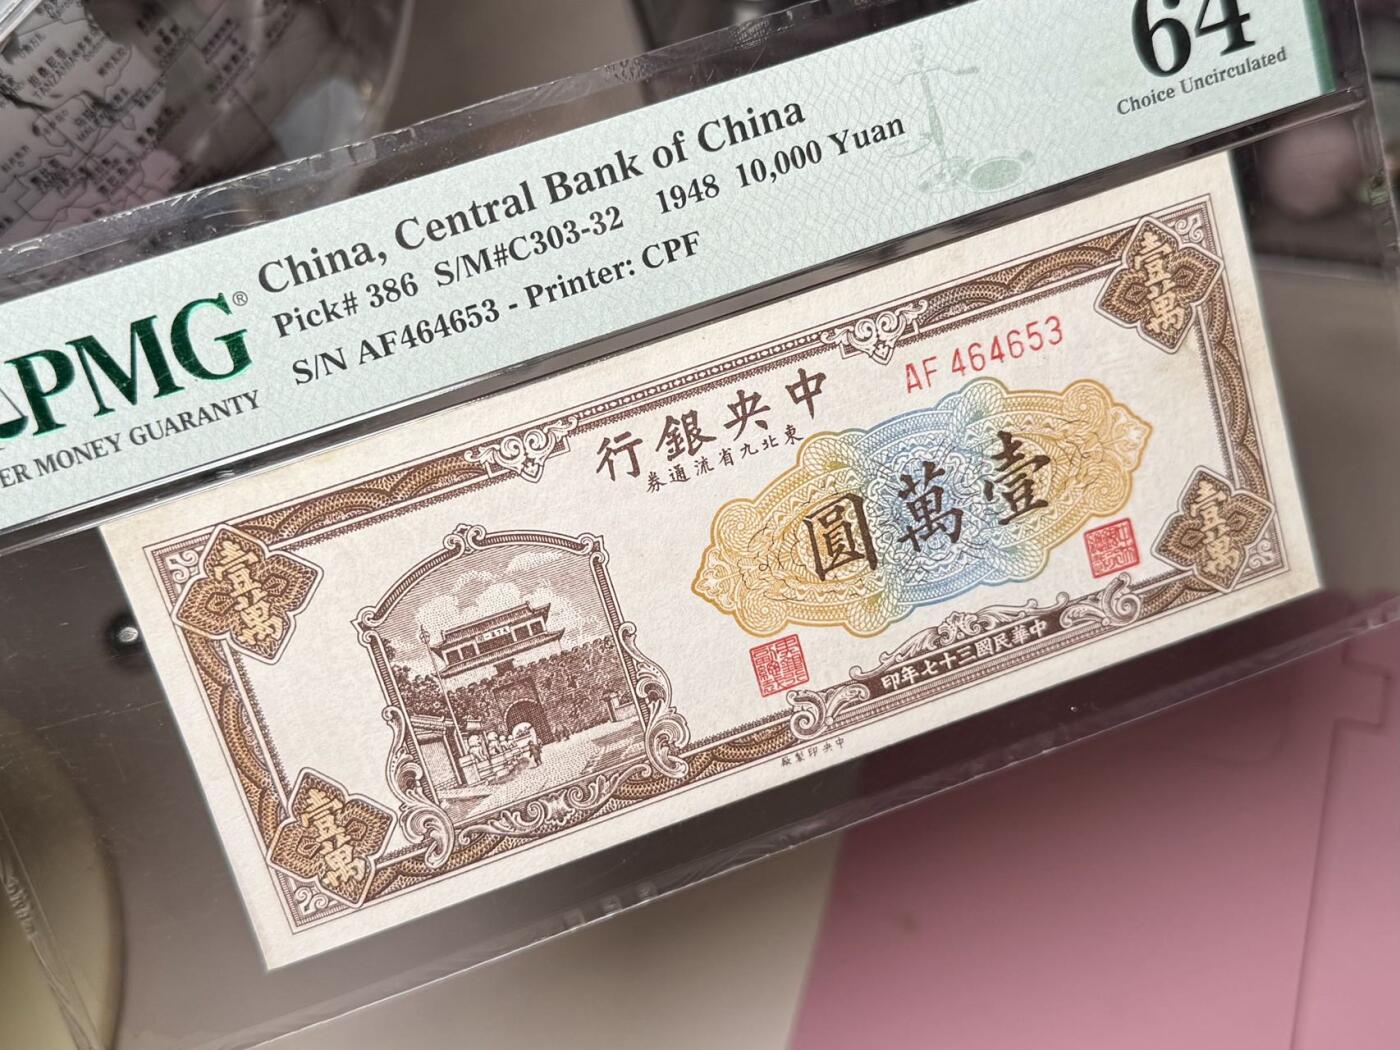 64
Choice Uncirculated
China, Central Bank of China
Pick# 386 S/M#C303-32 1948 10,000 Yuan
S/N AF464653 - Printer: CPF
PMG®
ER MONEY GUARANTY
AF 464653
中央銀行
東北九省流通券
壹萬圓
壹萬
壹萬
壹萬
壹萬
中華民國三十七年印
中央印製廠